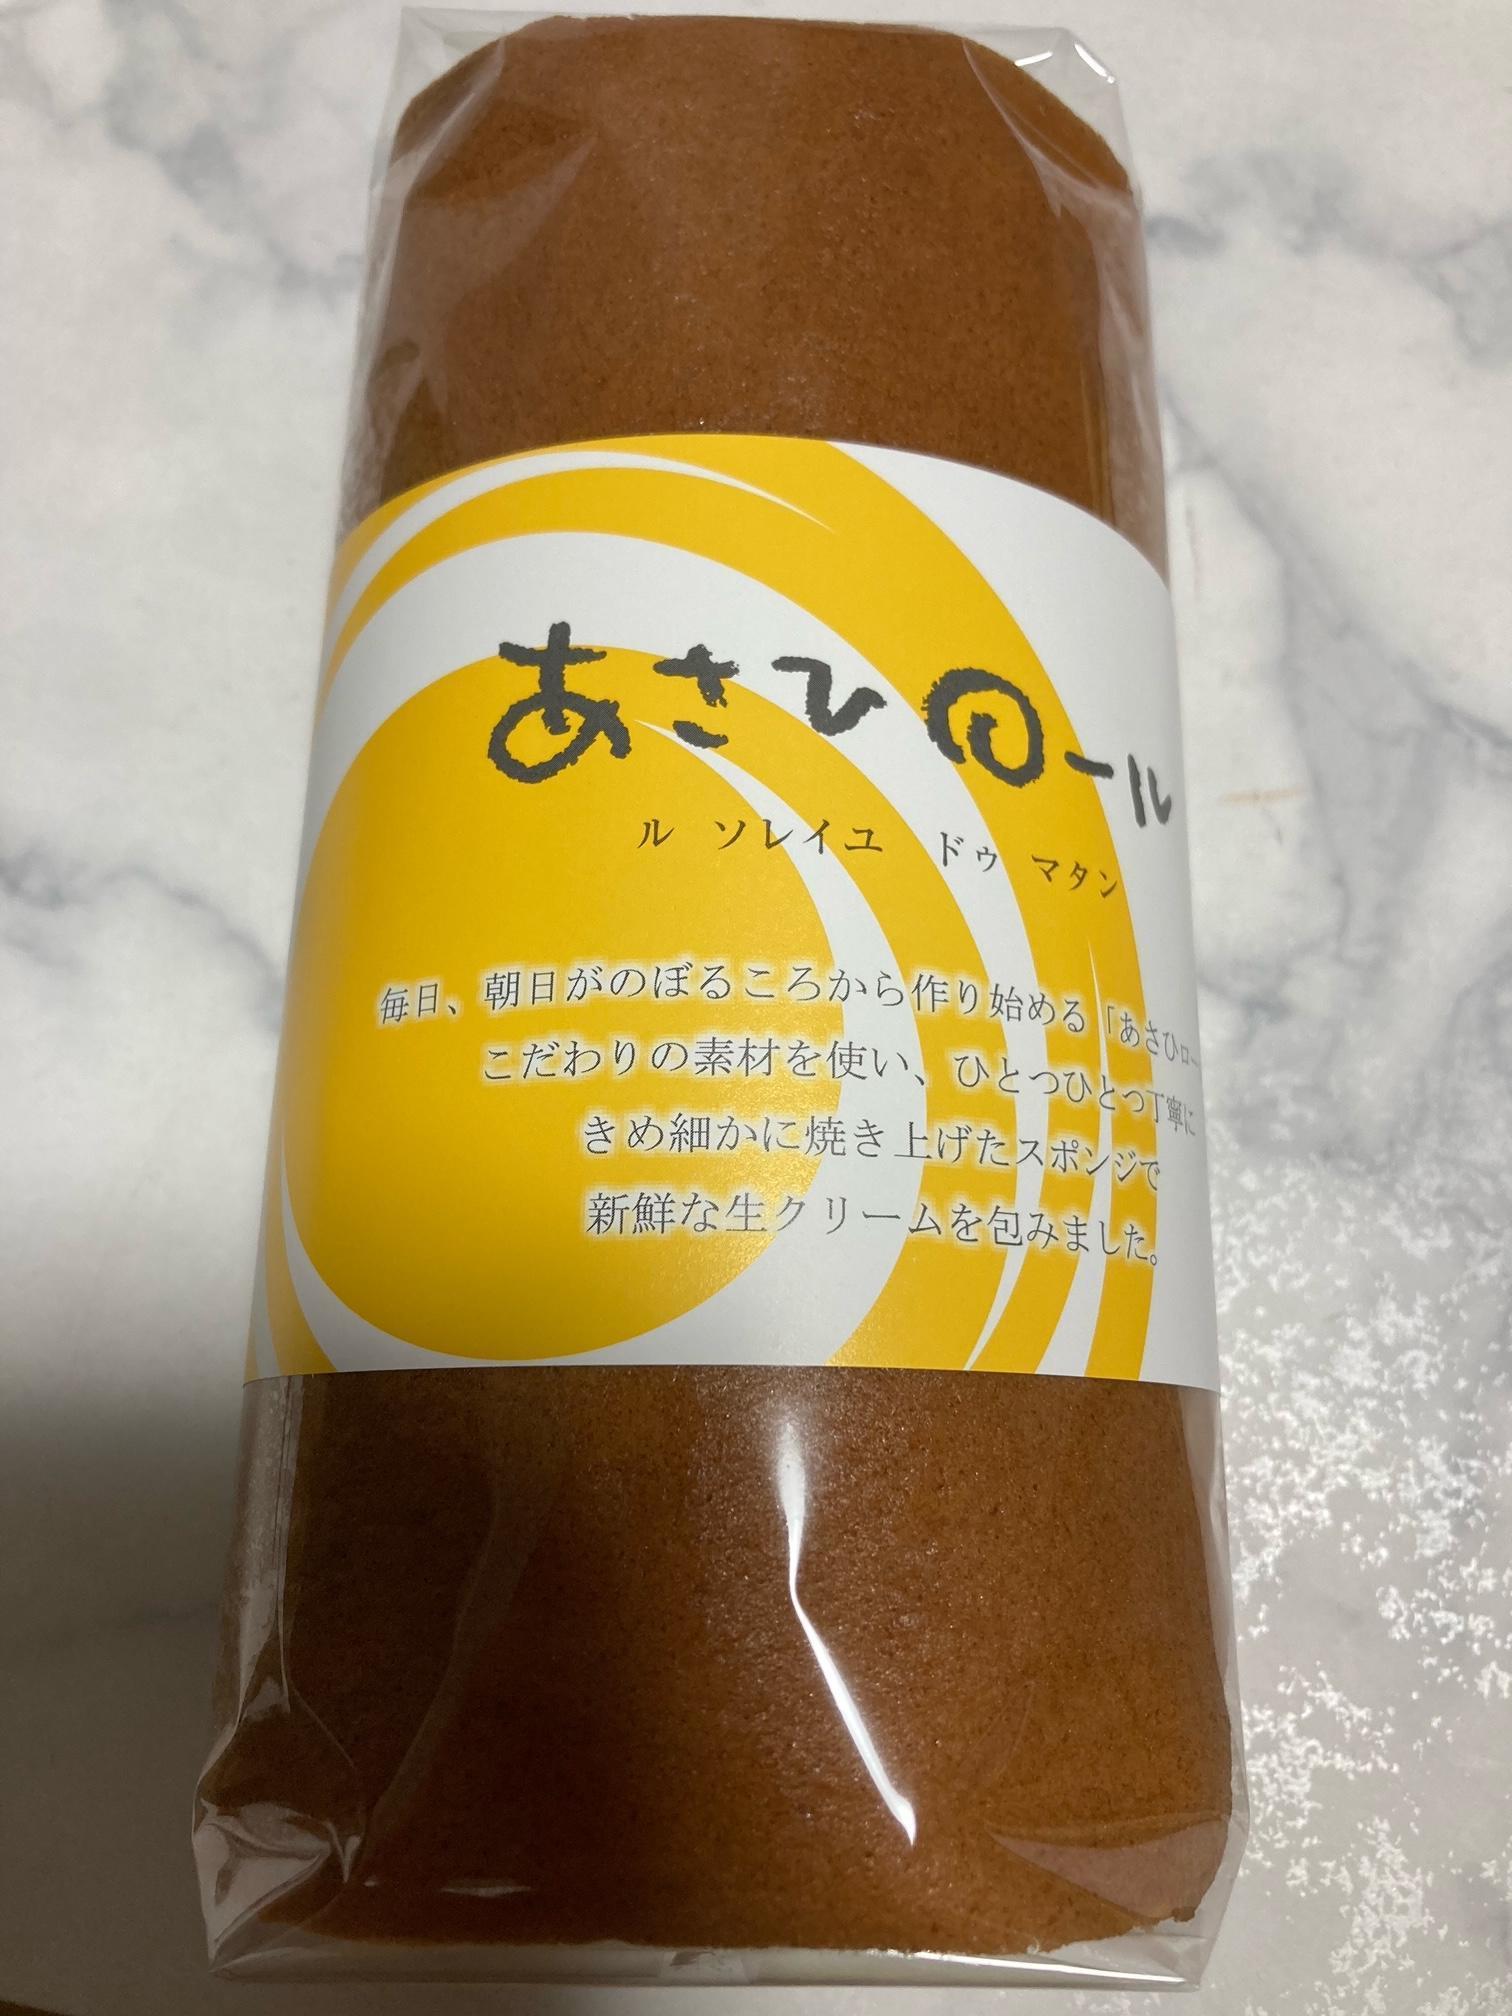 あさひロール
ル ソレイユ ドゥ マタン
毎日、朝日がのぼるころから作り始める「あさひロー
こだわりの素材を使い、ひとつひとつ丁寧に
きめ細かに焼き上げたスポンジで
新鮮な生クリームを包みました。